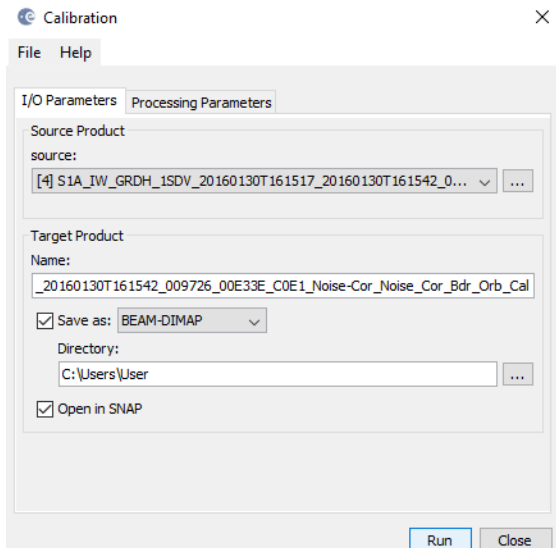 Calibration
File Help
I/O Parameters Processing Parameters
Source Product
source:
[4] S1A_IW_GRDH_1SDV_20160130T161517_20160130T161542_0... ...
Target Product
Name:
_20160130T161542_009726_00E33E_C0E1_Noise-Cor_Noise_Cor_Bdr_Orb_Cal
Save as: BEAM-DIMAP
Directory:
C:\Users\User ...
Open in SNAP
Run Close